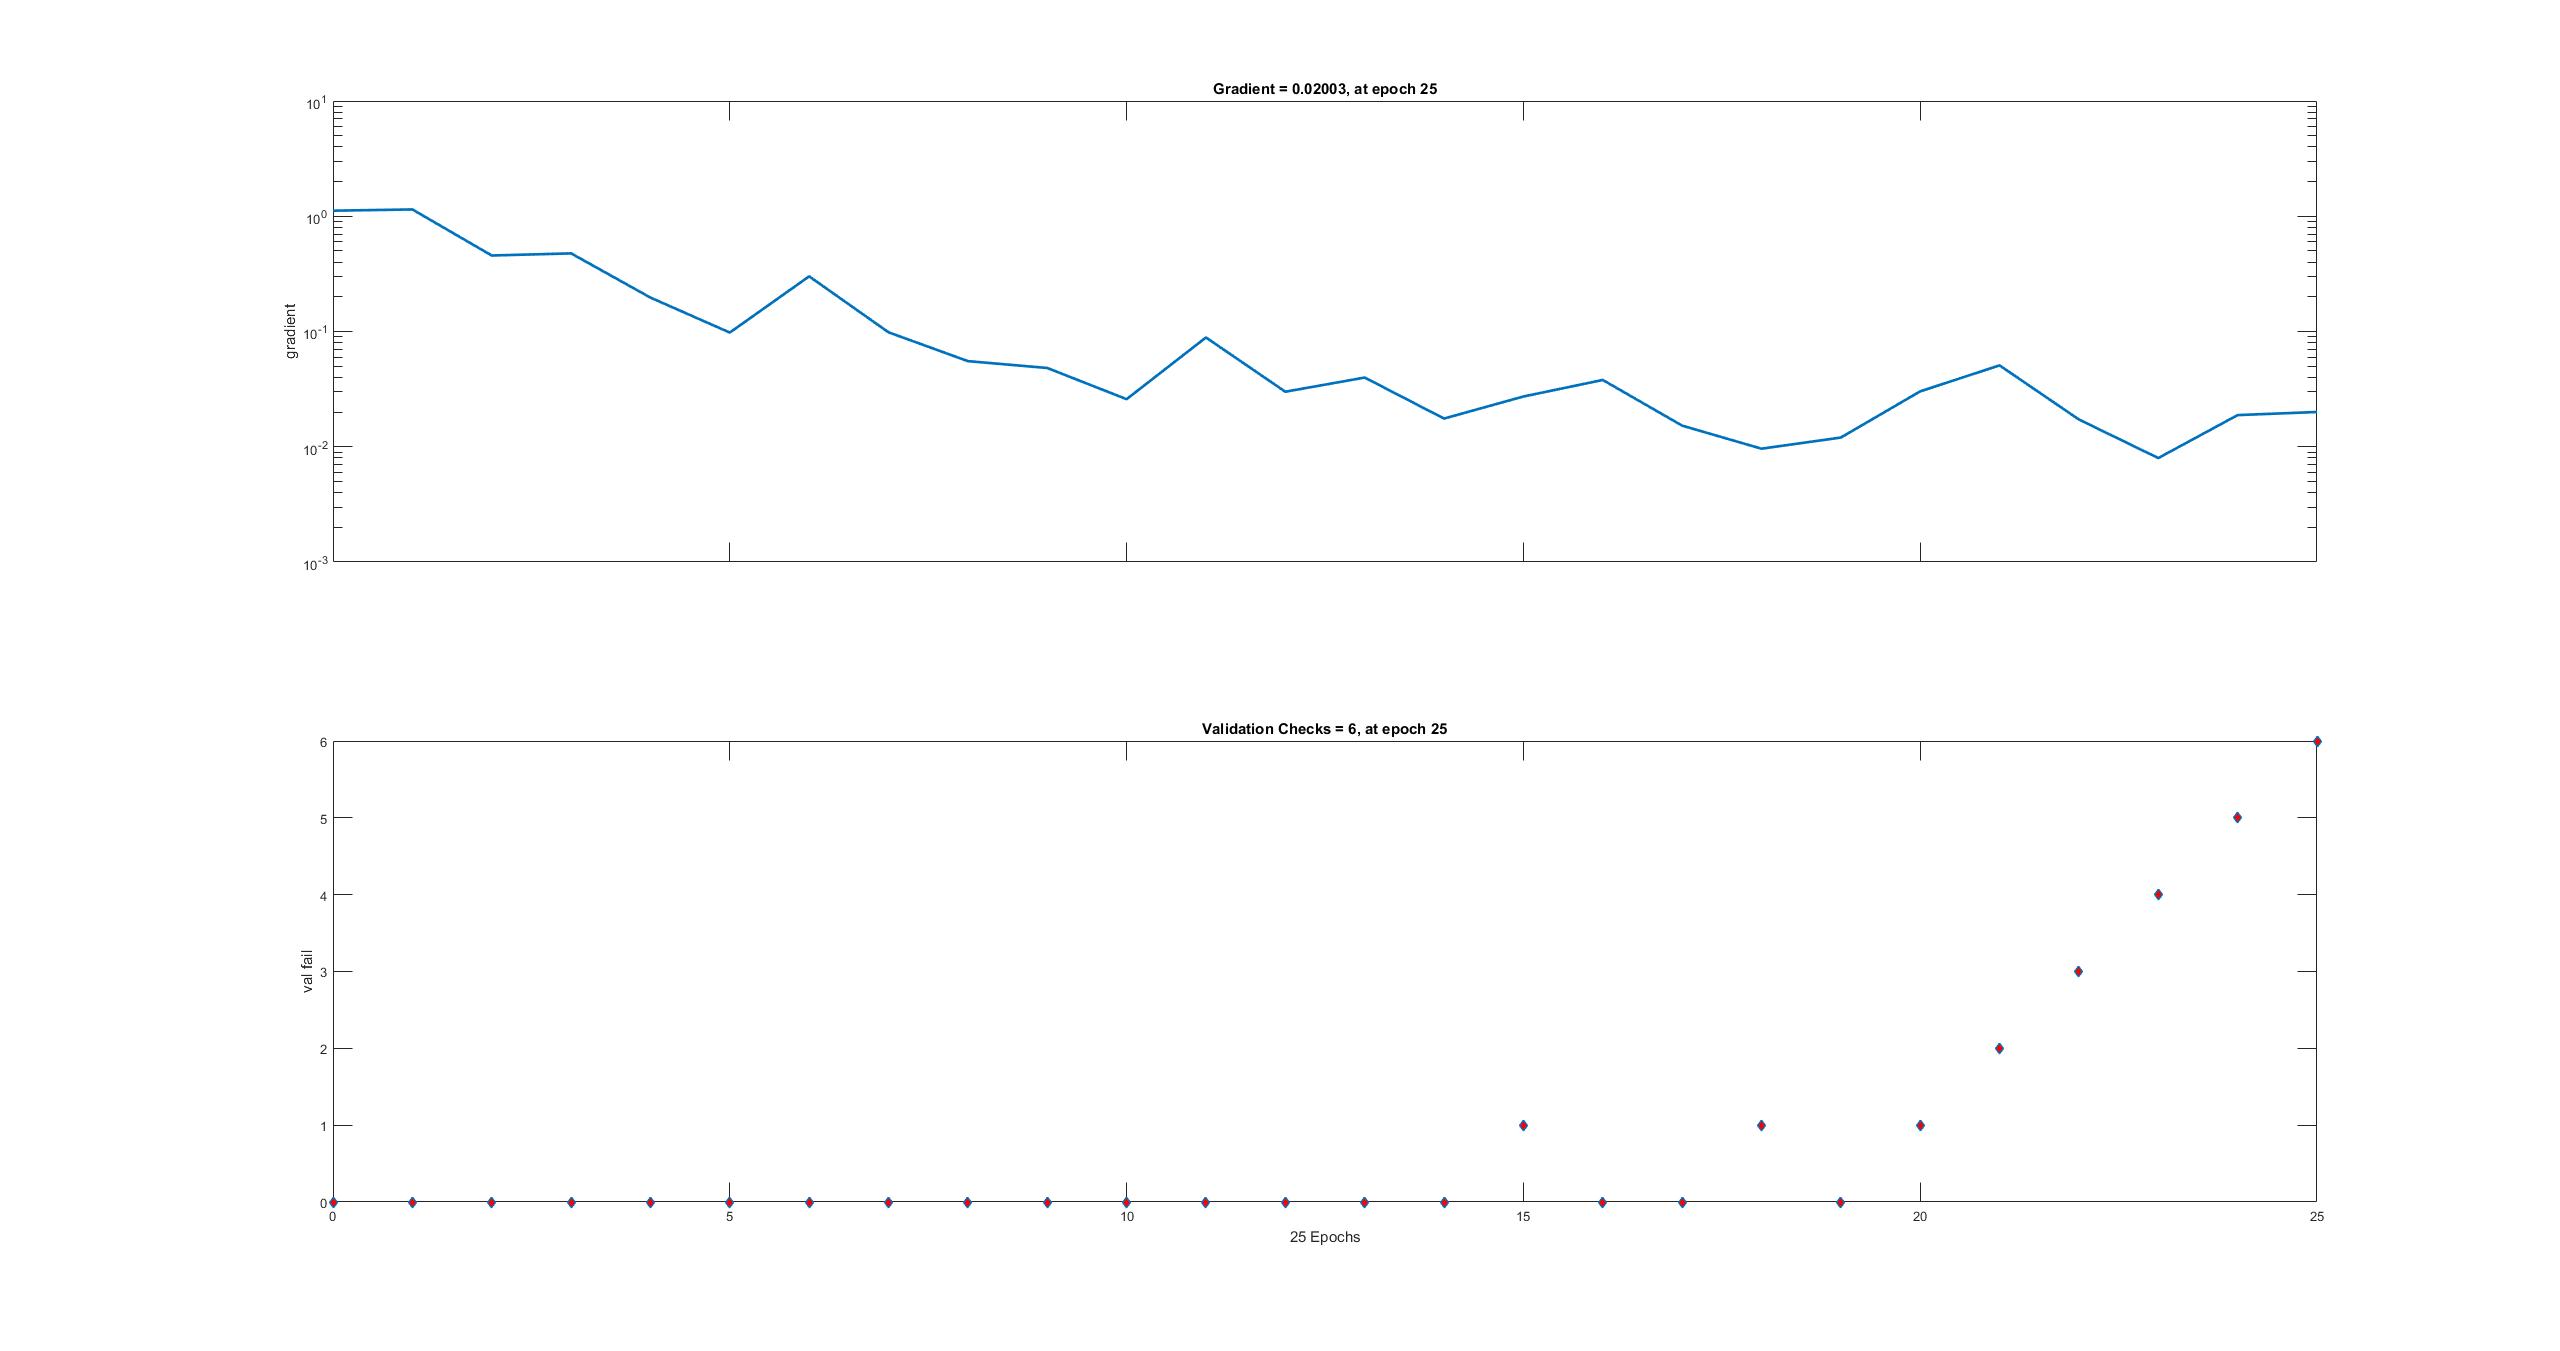 Gradient = 0.02003, at epoch 25
10^1
10^0
10^-1
10^-2
10^-3
gradient
Validation Checks = 6, at epoch 25
6
5
4
3
2
1
0
val fail
0 5 10 15 20 25
25 Epochs